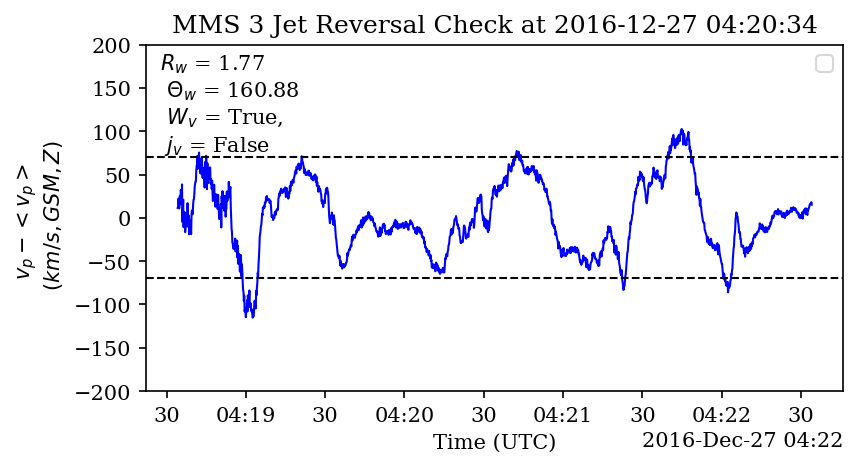 MMS 3 Jet Reversal Check at 2016-12-27 04:20:34
R_w = 1.77
Θ_w = 160.88
W_v = True,
j_v = False
v_p − < v_p >
(km/s, GSM, Z)
200
150
100
50
0
−50
−100
−150
−200
30 04:19 30 04:20 30 04:21 30 04:22 30
Time (UTC)
2016-Dec-27 04:22